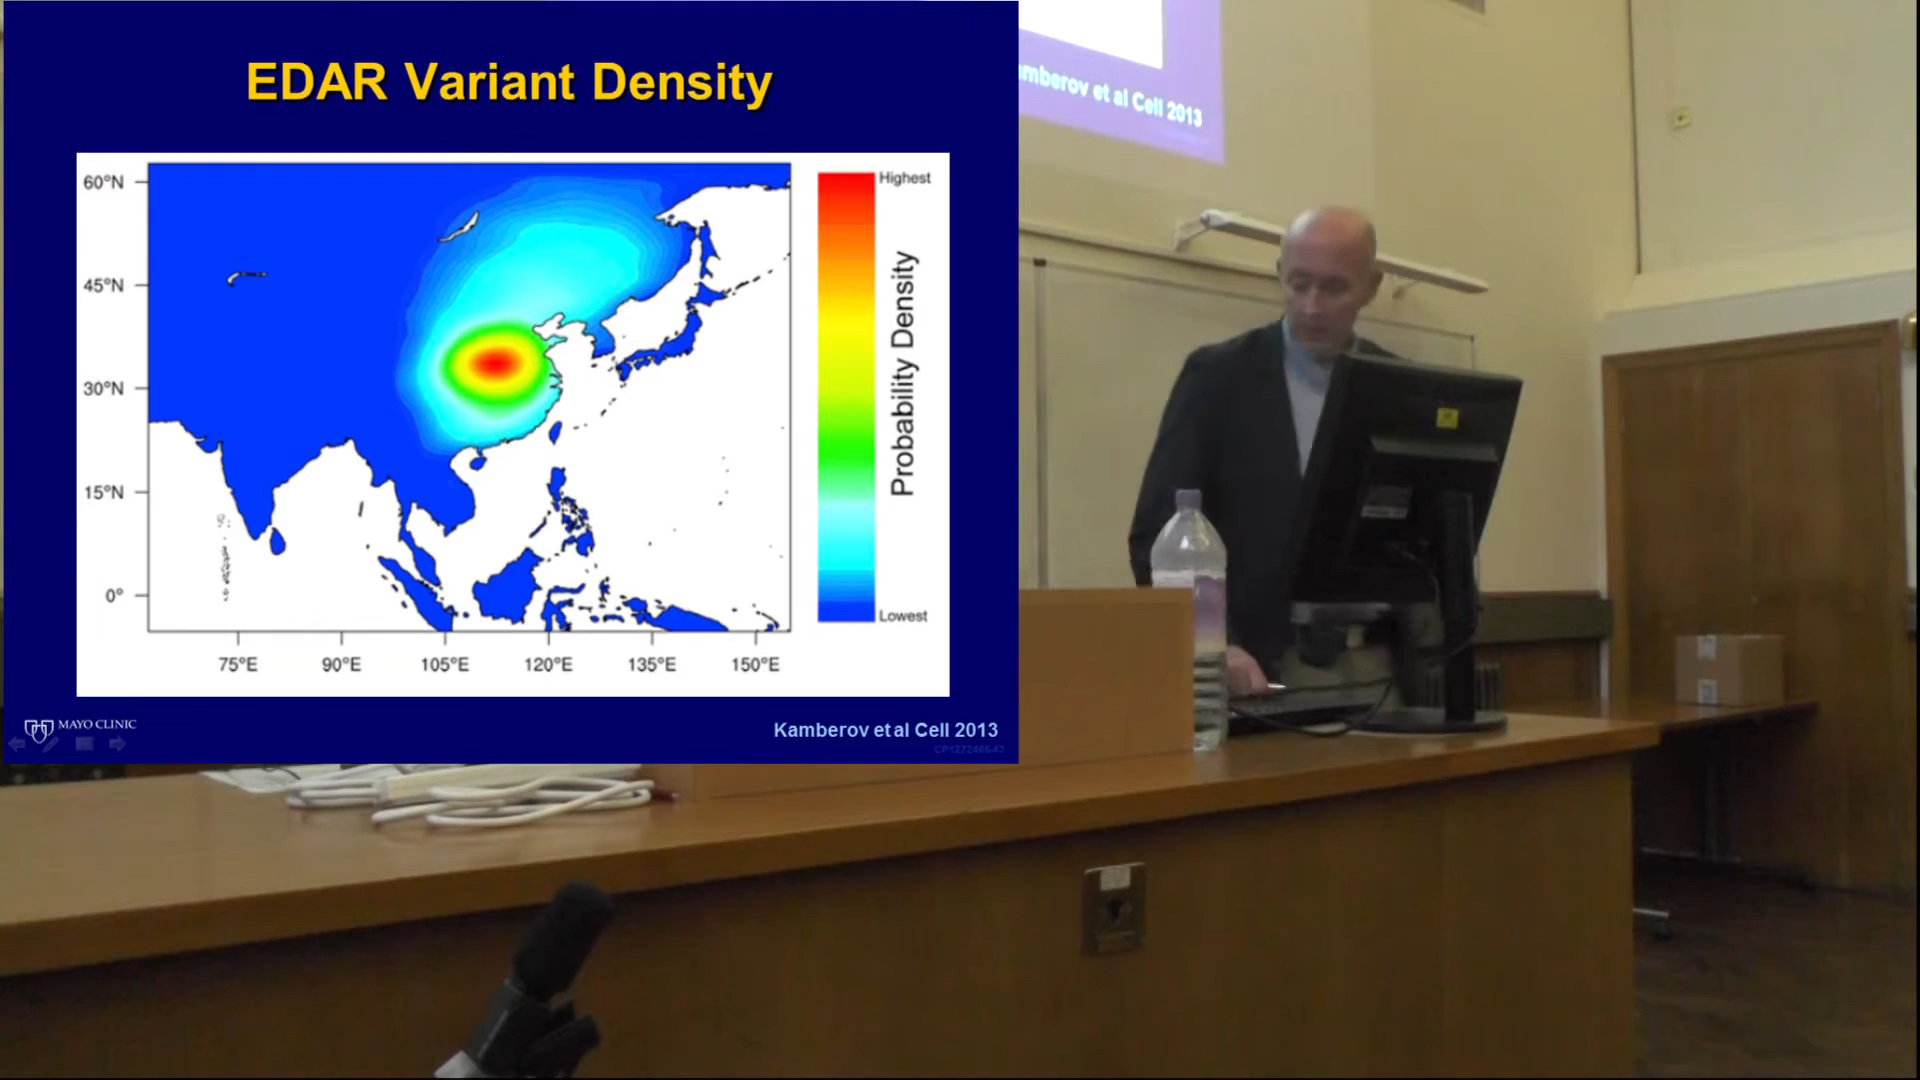 EDAR Variant Density
60°N
45°N
30°N
15°N
0°
75°E
90°E
105°E
120°E
135°E
150°E
Highest
Probability Density
Lowest
MAYO CLINIC
Kamberov et al Cell 2013
mberov et al Cell 2013